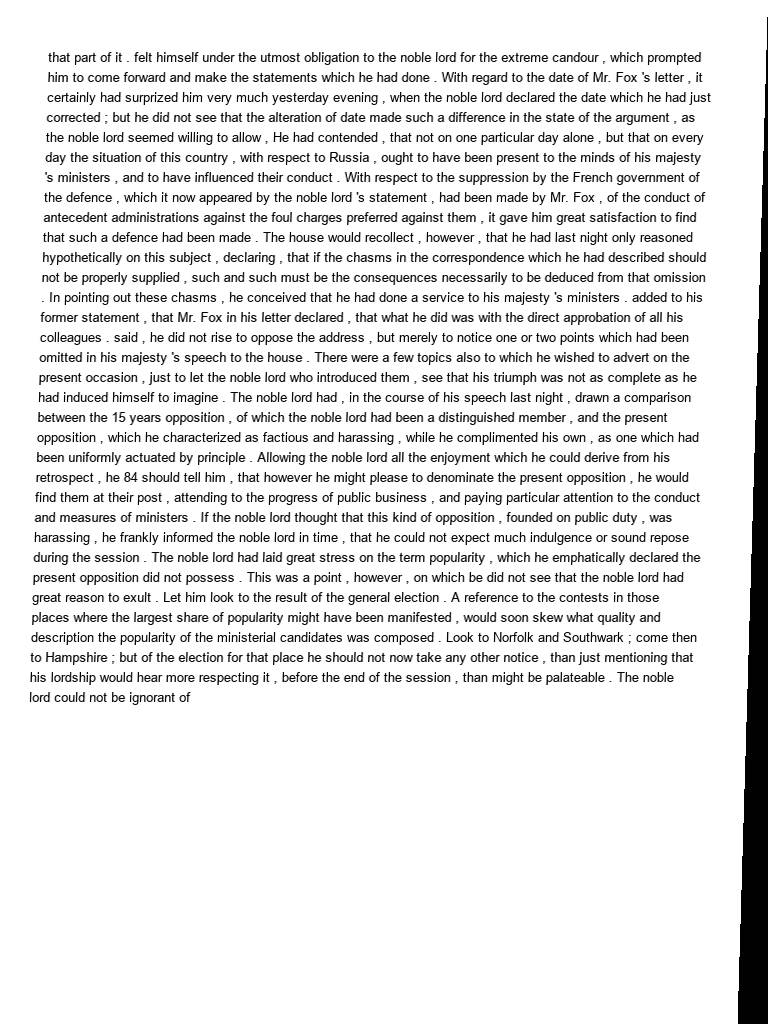 that part of it . felt himself under the utmost obligation to the noble lord for the extreme candour , which prompted
him to come forward and make the statements which he had done . With regard to the date of Mr. Fox 's letter , it
certainly had surprized him very much yesterday evening , when the noble lord declared the date which he had just
corrected ; but he did not see that the alteration of date made such a difference in the state of the argument , as
the noble lord seemed willing to allow , He had contended , that not on one particular day alone , but that on every
day the situation of this country , with respect to Russia , ought to have been present to the minds of his majesty
's ministers , and to have influenced their conduct . With respect to the suppression by the French government of
the defence , which it now appeared by the noble lord 's statement , had been made by Mr. Fox , of the conduct of
antecedent administrations against the foul charges preferred against them , it gave him great satisfaction to find
that such a defence had been made . The house would recollect , however , that he had last night only reasoned
hypothetically on this subject , declaring , that if the chasms in the correspondence which he had described should
not be properly supplied , such and such must be the consequences necessarily to be deduced from that omission
. In pointing out these chasms , he conceived that he had done a service to his majesty 's ministers . added to his
former statement , that Mr. Fox in his letter declared , that what he did was with the direct approbation of all his
colleagues . said , he did not rise to oppose the address , but merely to notice one or two points which had been
omitted in his majesty 's speech to the house . There were a few topics also to which he wished to advert on the
present occasion , just to let the noble lord who introduced them , see that his triumph was not as complete as he
had induced himself to imagine . The noble lord had , in the course of his speech last night , drawn a comparison
between the 15 years opposition , of which the noble lord had been a distinguished member , and the present
opposition , which he characterized as factious and harassing , while he complimented his own , as one which had
been uniformly actuated by principle . Allowing the noble lord all the enjoyment which he could derive from his
retrospect , he 84 should tell him , that however he might please to denominate the present opposition , he would
find them at their post , attending to the progress of public business , and paying particular attention to the conduct
and measures of ministers . If the noble lord thought that this kind of opposition , founded on public duty , was
harassing , he frankly informed the noble lord in time , that he could not expect much indulgence or sound repose
during the session . The noble lord had laid great stress on the term popularity , which he emphatically declared the
present opposition did not possess . This was a point , however , on which be did not see that the noble lord had
great reason to exult . Let him look to the result of the general election . A reference to the contests in those
places where the largest share of popularity might have been manifested , would soon skew what quality and
description the popularity of the ministerial candidates was composed . Look to Norfolk and Southwark ; come then
to Hampshire ; but of the election for that place he should not now take any other notice , than just mentioning that
his lordship would hear more respecting it , before the end of the session , than might be palateable . The noble
lord could not be ignorant of